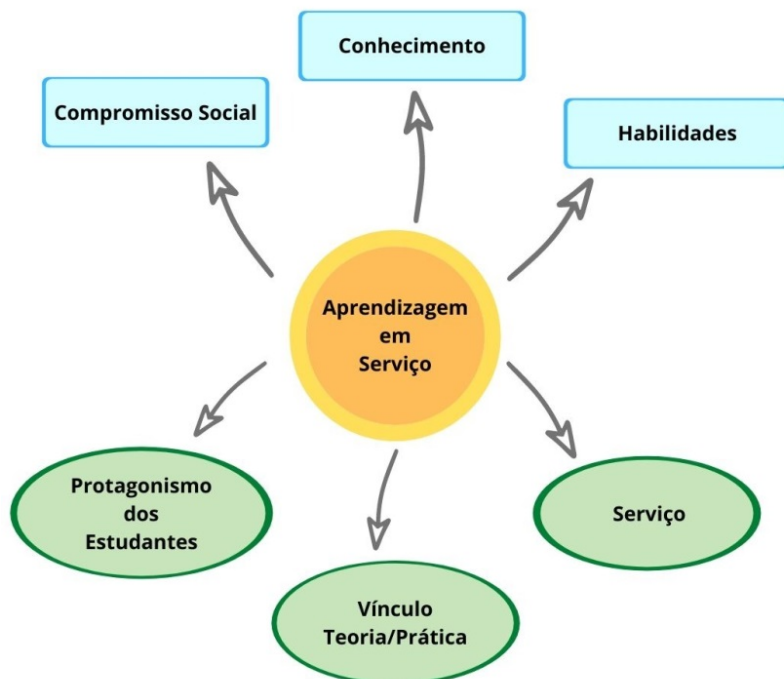 Conhecimento
Compromisso Social
Habilidades
Aprendizagem
em
Serviço
Protagonismo
dos
Estudantes
Serviço
Vínculo
Teoria/Prática